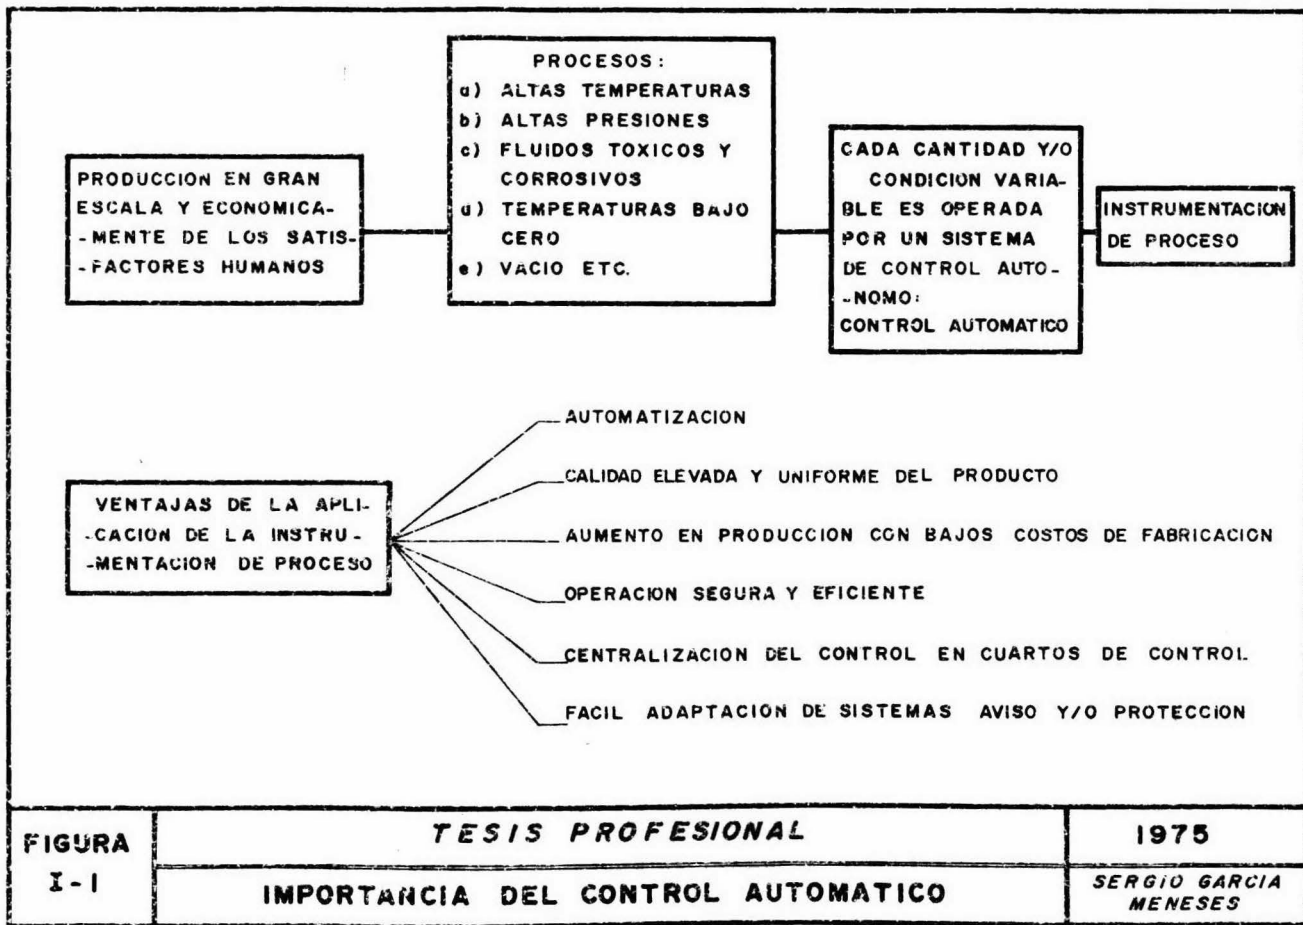 PRODUCCION EN GRAN
ESCALA Y ECONOMICA-
-MENTE DE LOS SATIS-
-FACTORES HUMANOS
PROCESOS:
a) ALTAS TEMPERATURAS
b) ALTAS PRESIONES
c) FLUIDOS TOXICOS Y
CORROSIVOS
d) TEMPERATURAS BAJO
CERO
e) VACIO ETC.
CADA CANTIDAD Y/O
CONDICION VARIA-
BLE ES OPERADA
POR UN SISTEMA
DE CONTROL AUTO-
-NOMO:
CONTROL AUTOMATICO
INSTRUMENTACION
DE PROCESO
VENTAJAS DE LA APLI-
-CACION DE LA INSTRU-
-MENTACION DE PROCESO
AUTOMATIZACION
CALIDAD ELEVADA Y UNIFORME DEL PRODUCTO
AUMENTO EN PRODUCCION CON BAJOS COSTOS DE FABRICACION
OPERACION SEGURA Y EFICIENTE
CENTRALIZACION DEL CONTROL EN CUARTOS DE CONTROL
FACIL ADAPTACION DE SISTEMAS AVISO Y/O PROTECCION
FIGURA
I-1
TESIS PROFESIONAL
IMPORTANCIA DEL CONTROL AUTOMATICO
1975
SERGIO GARCIA
MENESES